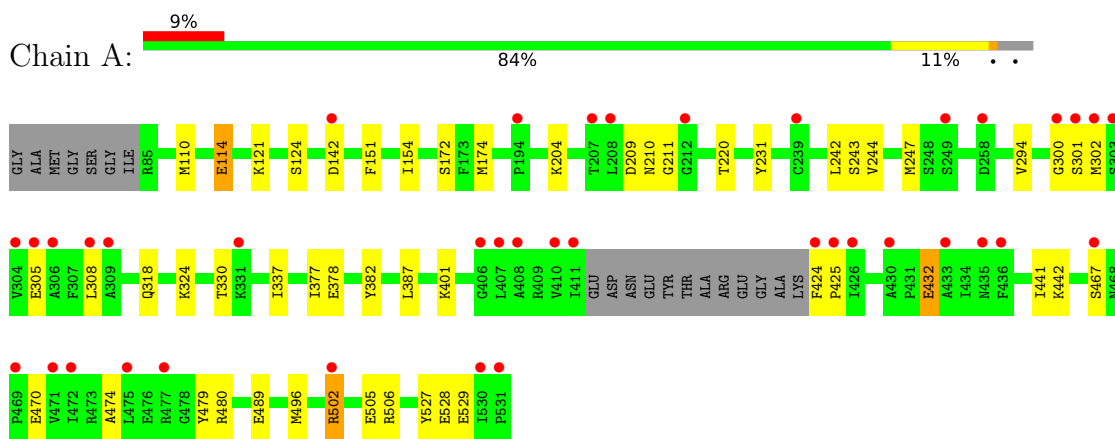 9%
Chain A:
84% 11% • •
GLY ALA MET GLY SER GLY ILE R85 M110 E114 K121 S124 D142 F151 I154 S172 F173 M174 P194 K204 T207 L208 D209 N210 G211 G212 T220 Y231 C239 L242 S243 V244 M247 S248 S249 D258 V294 G300 S301 M302 S303
V304 E305 A306 F307 L308 A309 Q318 K324 T330 K331 I337 I377 E378 Y382 L387 K401 G406 L407 A408 R409 V410 I411 GLU ASP ASN GLU TYR THR ALA ARG GLU GLY ALA LYS F424 P425 I426 A430 P431 E432 A433 I434 N435 F436 I441 K442 S467 N468
P469 E470 V471 I472 R473 A474 L475 E476 R477 G478 Y479 R480 E489 M496 R502 E505 R506 Y527 E528 E529 I530 P531